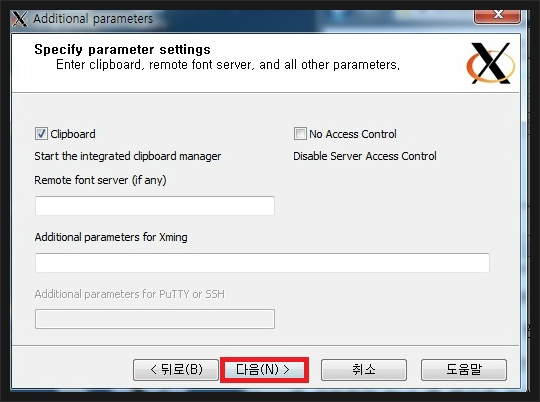 Additional parameters
Specify parameter settings
Enter clipboard, remote font server, and all other parameters.
Clipboard
No Access Control
Start the integrated clipboard manager
Disable Server Access Control
Remote font server (if any)
Additional parameters for Xming
Additional parameters for PuTTY or SSH
< 뒤로(B)
다음(N) >
취소
도움말